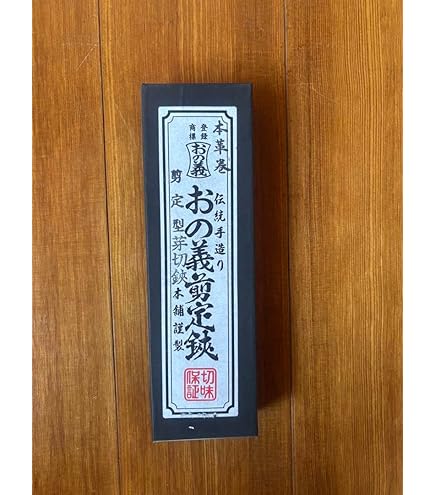 本革巻
登録
商標
おの義
伝統手造り
おの義剪定鋏
剪定型芽切鋏
本舗謹製
切味
保証